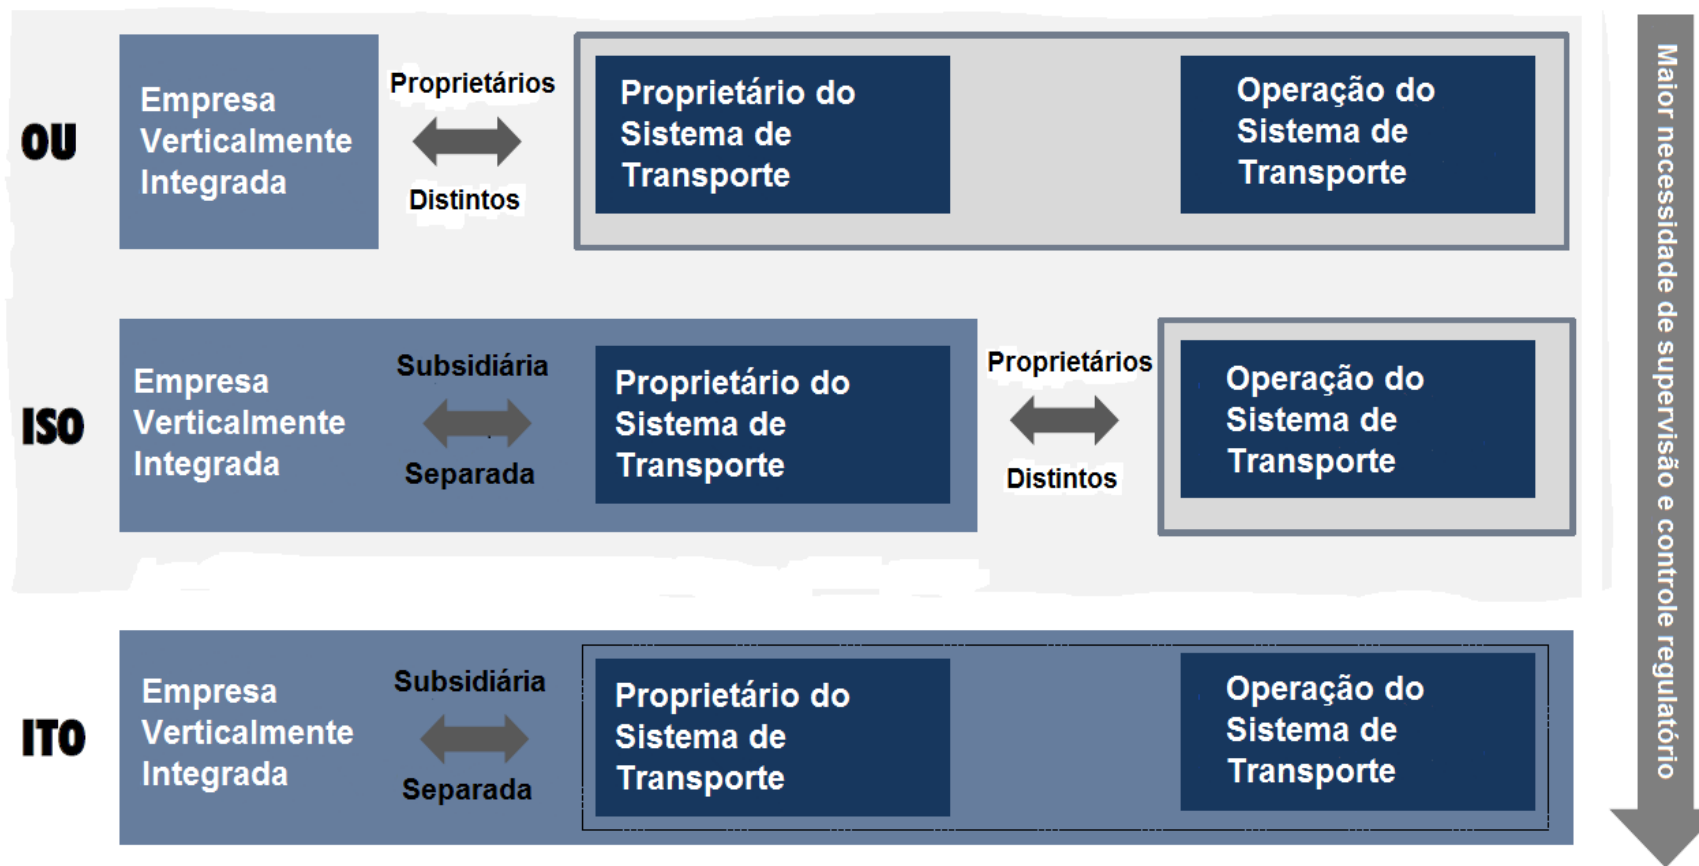 OU
Empresa
Verticalmente
Integrada
Proprietários
Distintos
Proprietário do
Sistema de
Transporte
Operação do
Sistema de
Transporte
ISO
Empresa
Verticalmente
Integrada
Subsidiária
Separada
Proprietário do
Sistema de
Transporte
Proprietários
Distintos
Operação do
Sistema de
Transporte
ITO
Empresa
Verticalmente
Integrada
Subsidiária
Separada
Proprietário do
Sistema de
Transporte
Operação do
Sistema de
Transporte
Maior necessidade de supervisão e controle regulatório